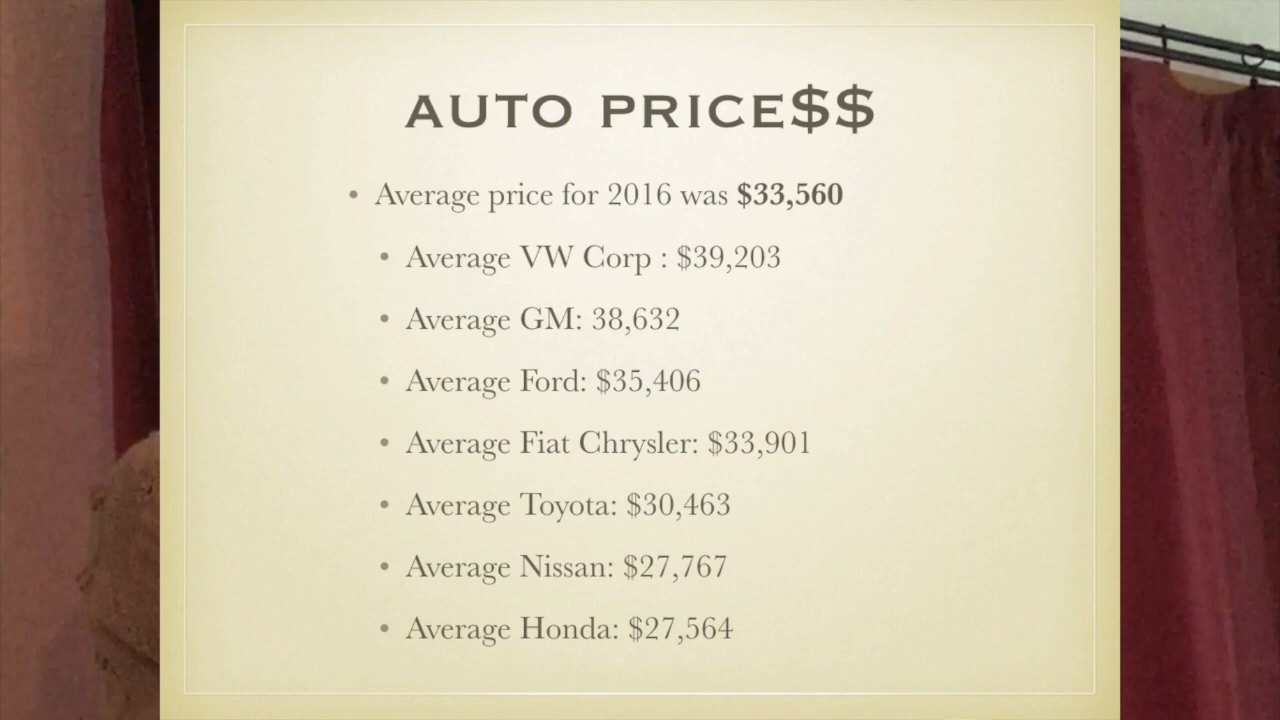 AUTO PRICE$$
• Average price for 2016 was $33,560
• Average VW Corp : $39,203
• Average GM: 38,632
• Average Ford: $35,406
• Average Fiat Chrysler: $33,901
• Average Toyota: $30,463
• Average Nissan: $27,767
• Average Honda: $27,564